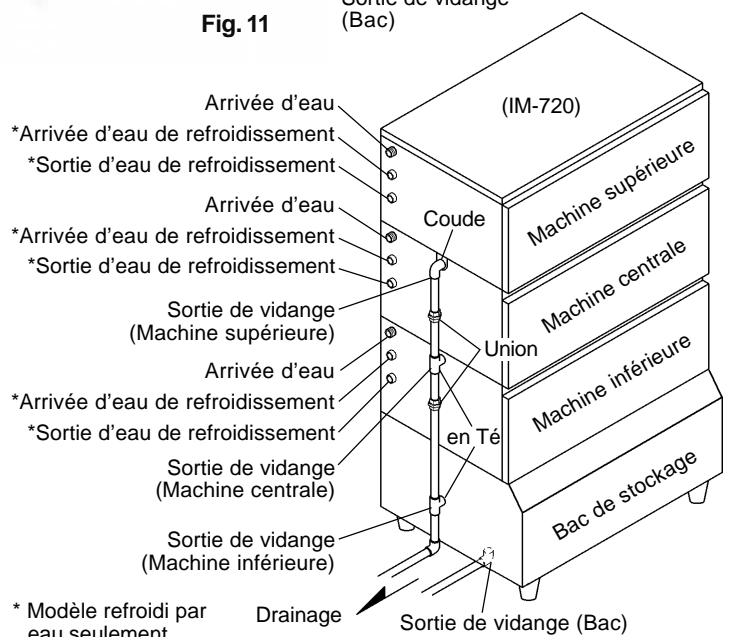 Sortie de vidange
(Bac)
Fig. 11
(IM-720)
Arrivée d'eau
*Arrivée d'eau de refroidissement
*Sortie d'eau de refroidissement
Machine supérieure
Arrivée d'eau
Coude
*Arrivée d'eau de refroidissement
*Sortie d'eau de refroidissement
Machine centrale
Sortie de vidange
(Machine supérieure)
Union
Arrivée d'eau
*Arrivée d'eau de refroidissement
*Sortie d'eau de refroidissement
Machine inférieure
en Té
Sortie de vidange
(Machine centrale)
Bac de stockage
Sortie de vidange
(Machine inférieure)
* Modèle refroidi par
eau seulement
Drainage
Sortie de vidange (Bac)